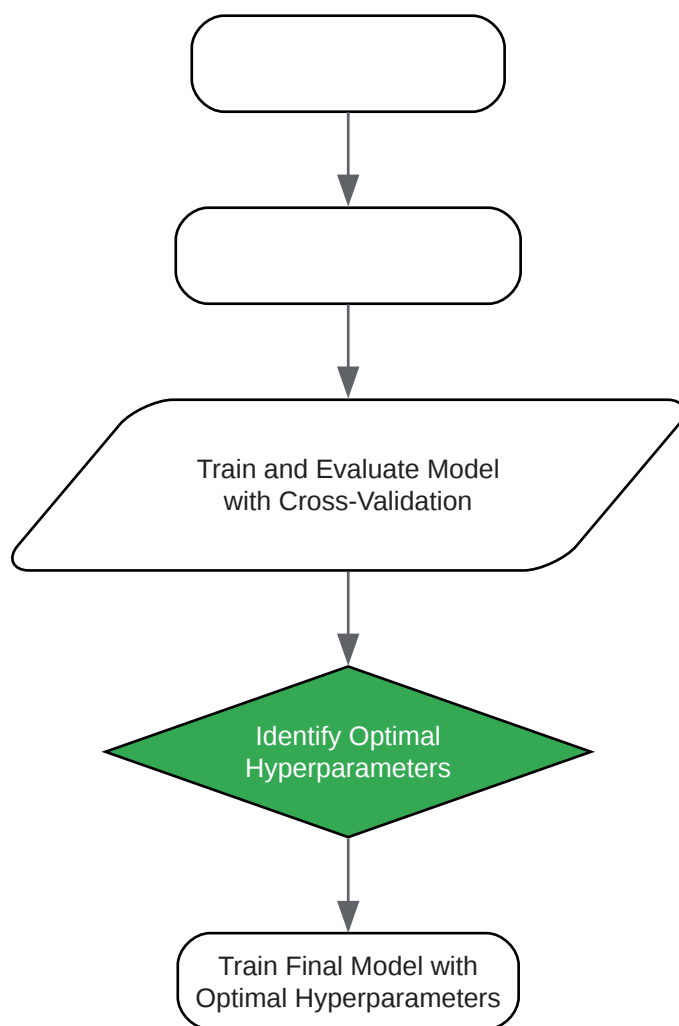 Train and Evaluate Model
with Cross-Validation
Identify Optimal
Hyperparameters
Train Final Model with
Optimal Hyperparameters